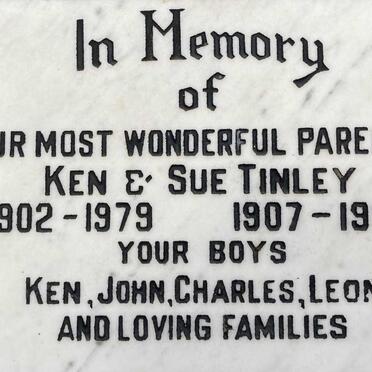 In Memory
of
UR MOST WONDERFUL PARE
KEN & SUE TINLEY
902 - 1979 1907 - 19
YOUR BOYS
KEN, JOHN, CHARLES, LEON
AND LOVING FAMILIES